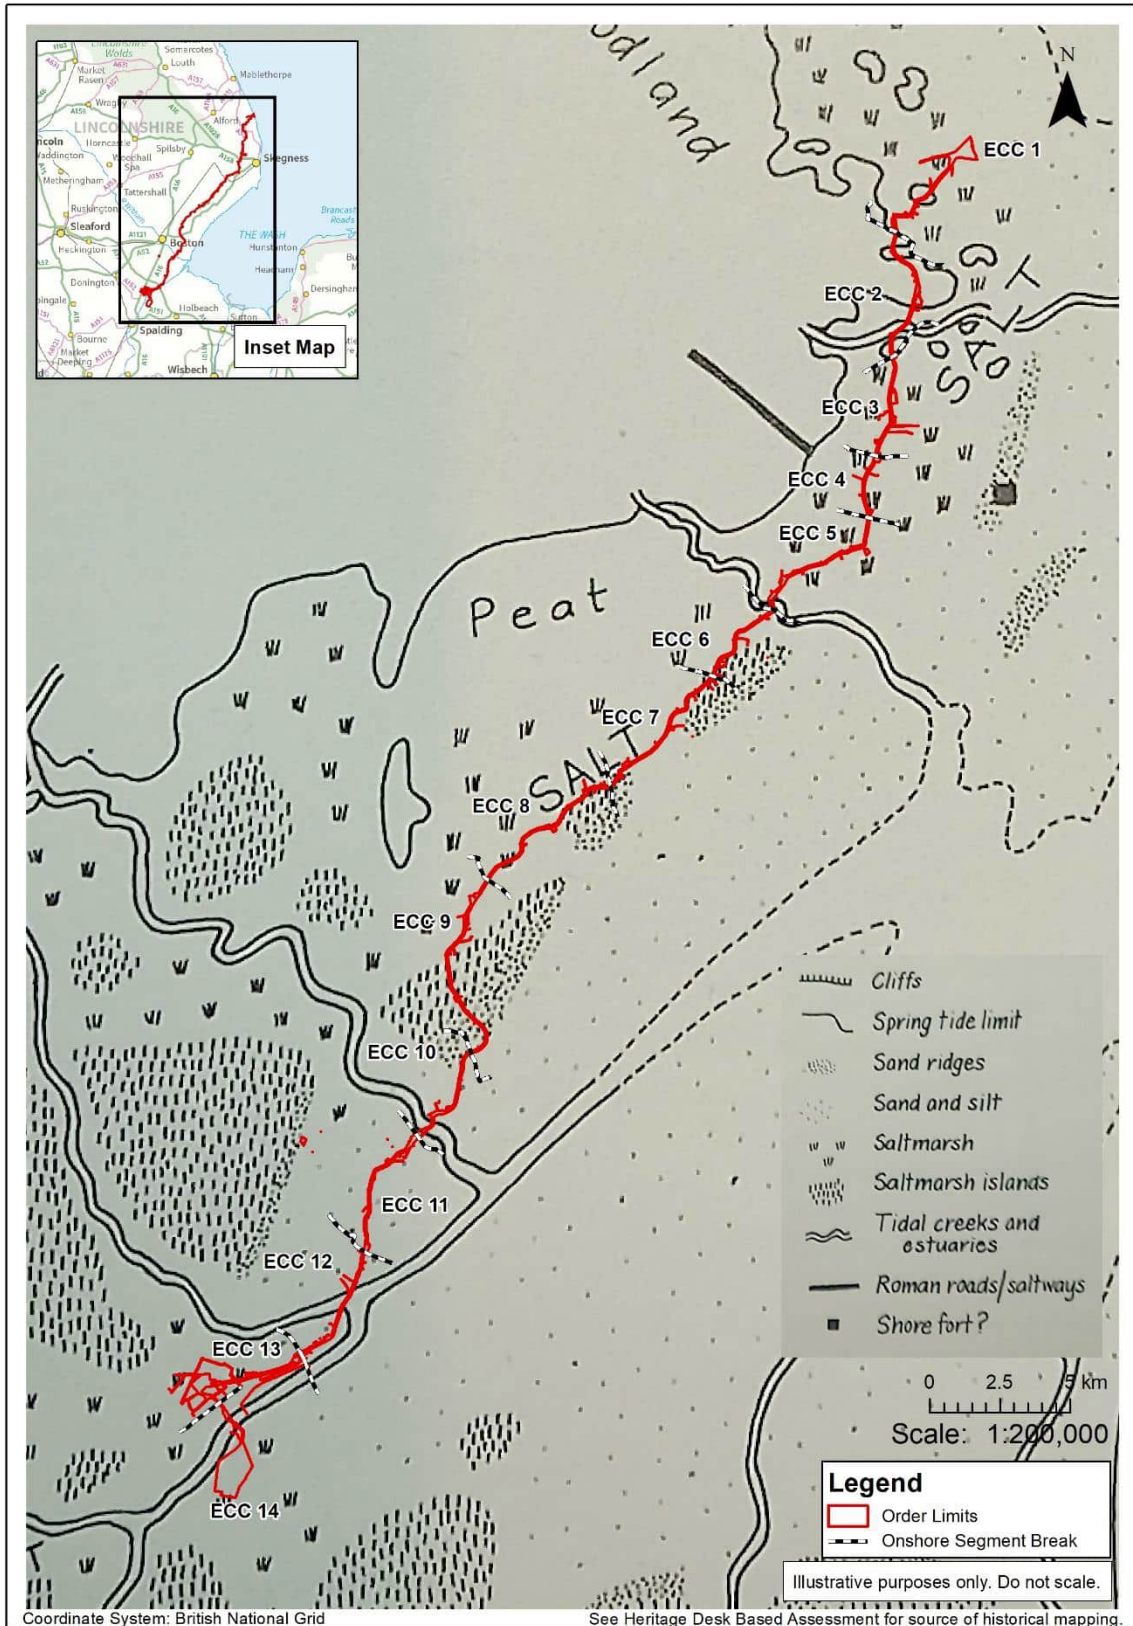 Lincolnshire
Wolds
Somercotes
Louth
Market
Rasen
Mablethorpe
Wragby
Alford
LINCOLNSHIRE
Horncastle
Spilsby
Woodhall
Spa
Skegness
Waddington
Metheringham
Tattershall
Ruskington
Sleaford
Heckington
Boston
THE WASH
Brancaster
Roads
Hunstanton
Heacham
Donington
Dersingham
Holbeach
Sutton
Spalding
Bourne
Market
Deeping
Wisbech
Inset Map
odland
N
ECC 1
ECC 2
SALT
ECC 3
ECC 4
ECC 5
Peat
ECC 6
ECC 7
SALT
ECC 8
ECC 9
ECC 10
ECC 11
ECC 12
ECC 13
ECC 14
Cliffs
Spring tide limit
Sand ridges
Sand and silt
Saltmarsh
Saltmarsh islands
Tidal creeks and
estuaries
Roman roads/saltways
Shore fort?
0 2.5 5 km
Scale: 1:200,000
Legend
Order Limits
Onshore Segment Break
Illustrative purposes only. Do not scale.
Coordinate System: British National Grid
See Heritage Desk Based Assessment for source of historical mapping.